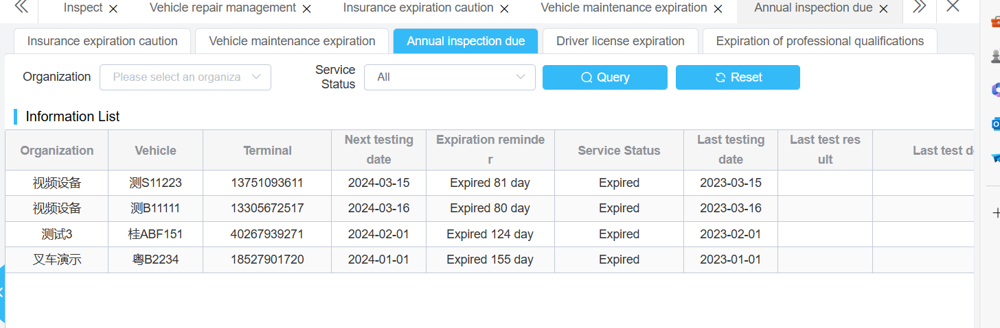 Inspect Vehicle repair management Insurance expiration caution Vehicle maintenance expiration Annual inspection due
Insurance expiration caution Vehicle maintenance expiration Annual inspection due Driver license expiration Expiration of professional qualifications
Organization Please select an organiza Service Status All Query Reset
Information List
Organization Vehicle Terminal Next testing date Expiration reminder Service Status Last testing date Last test result Last test d
视频设备 测S11223 13751093611 2024-03-15 Expired 81 day Expired 2023-03-15
视频设备 测B11111 13305672517 2024-03-16 Expired 80 day Expired 2023-03-16
测试3 桂ABF151 40267939271 2024-02-01 Expired 124 day Expired 2023-02-01
叉车演示 粤B2234 18527901720 2024-01-01 Expired 155 day Expired 2023-01-01